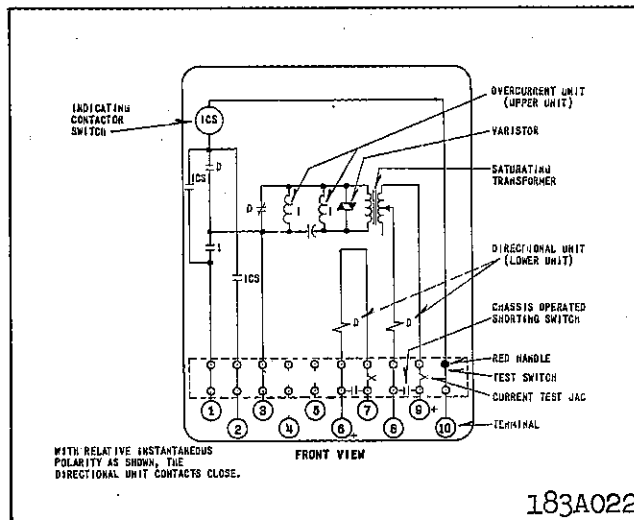 INDICATING
CONTACTOR
SWITCH
ICS
ICS
D
I
ICS
D
I
I
D
D
OVERCURRENT UNIT
(UPPER UNIT)
VARISTOR
SATURATING
TRANSFORMER
DIRECTIONAL UNIT
(LOWER UNIT)
CHASSIS OPERATED
SHORTING SWITCH
RED HANDLE
TEST SWITCH
CURRENT TEST JAC
TERMINAL
1
2
3
4
5
6 +
7
8
9 +
10
FRONT VIEW
WITH RELATIVE INSTANTANEOUS
POLARITY AS SHOWN, THE
DIRECTIONAL UNIT CONTACTS CLOSE.
183A022